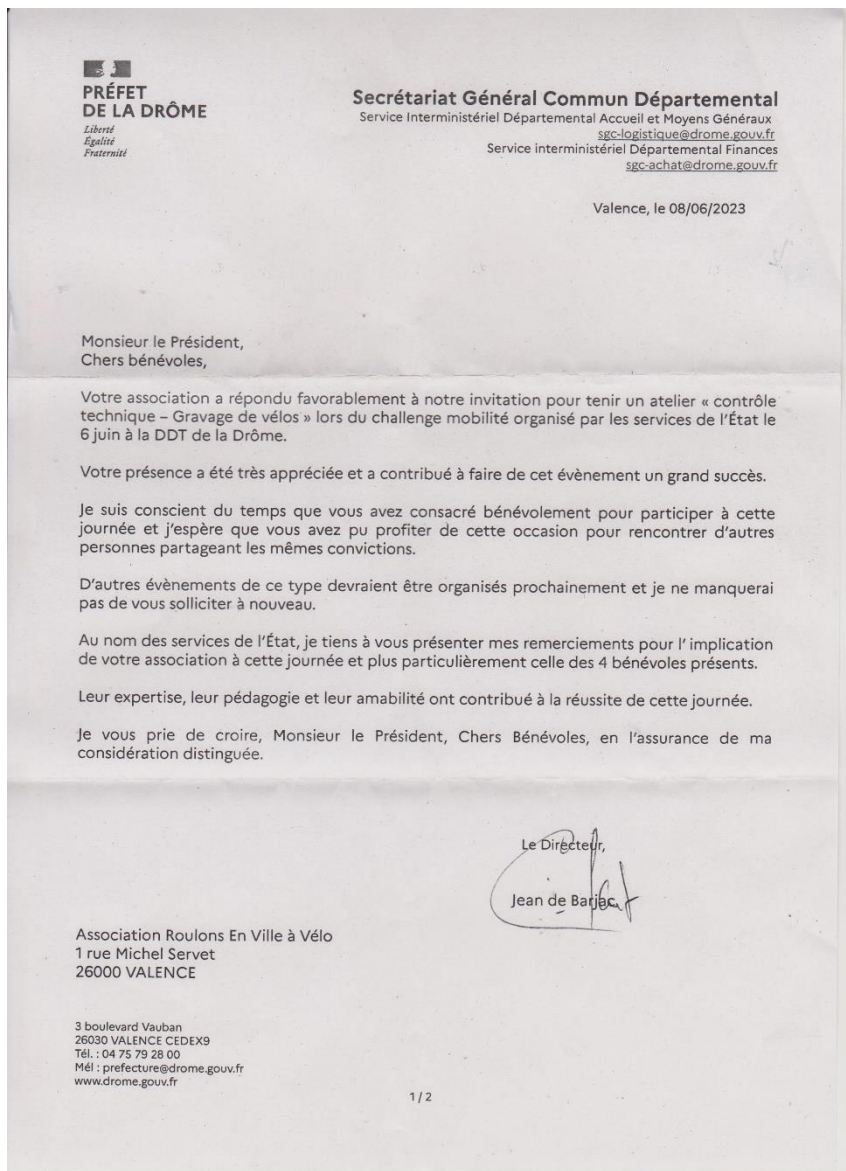 PRÉFET
DE LA DRÔME
Liberté
Égalité
Fraternité
Secrétariat Général Commun Départemental
Service Interministériel Départemental Accueil et Moyens Généraux
sgc-logistique@drome.gouv.fr
Service interministériel Départemental Finances
sgc-achat@drome.gouv.fr
Valence, le 08/06/2023
Monsieur le Président,
Chers bénévoles,
Votre association a répondu favorablement à notre invitation pour tenir un atelier « contrôle
technique – Gravage de vélos » lors du challenge mobilité organisé par les services de l'État le
6 juin à la DDT de la Drôme.
Votre présence a été très appréciée et a contribué à faire de cet évènement un grand succès.
Je suis conscient du temps que vous avez consacré bénévolement pour participer à cette
journée et j'espère que vous avez pu profiter de cette occasion pour rencontrer d'autres
personnes partageant les mêmes convictions.
D'autres évènements de ce type devraient être organisés prochainement et je ne manquerai
pas de vous solliciter à nouveau.
Au nom des services de l'État, je tiens à vous présenter mes remerciements pour l' implication
de votre association à cette journée et plus particulièrement celle des 4 bénévoles présents.
Leur expertise, leur pédagogie et leur amabilité ont contribué à la réussite de cette journée.
Je vous prie de croire, Monsieur le Président, Chers Bénévoles, en l'assurance de ma
considération distinguée.
Le Directeur,
Jean de Barjac
Association Roulons En Ville à Vélo
1 rue Michel Servet
26000 VALENCE
3 boulevard Vauban
26030 VALENCE CEDEX9
Tél. : 04 75 79 28 00
Mél : prefecture@drome.gouv.fr
www.drome.gouv.fr
1 / 2